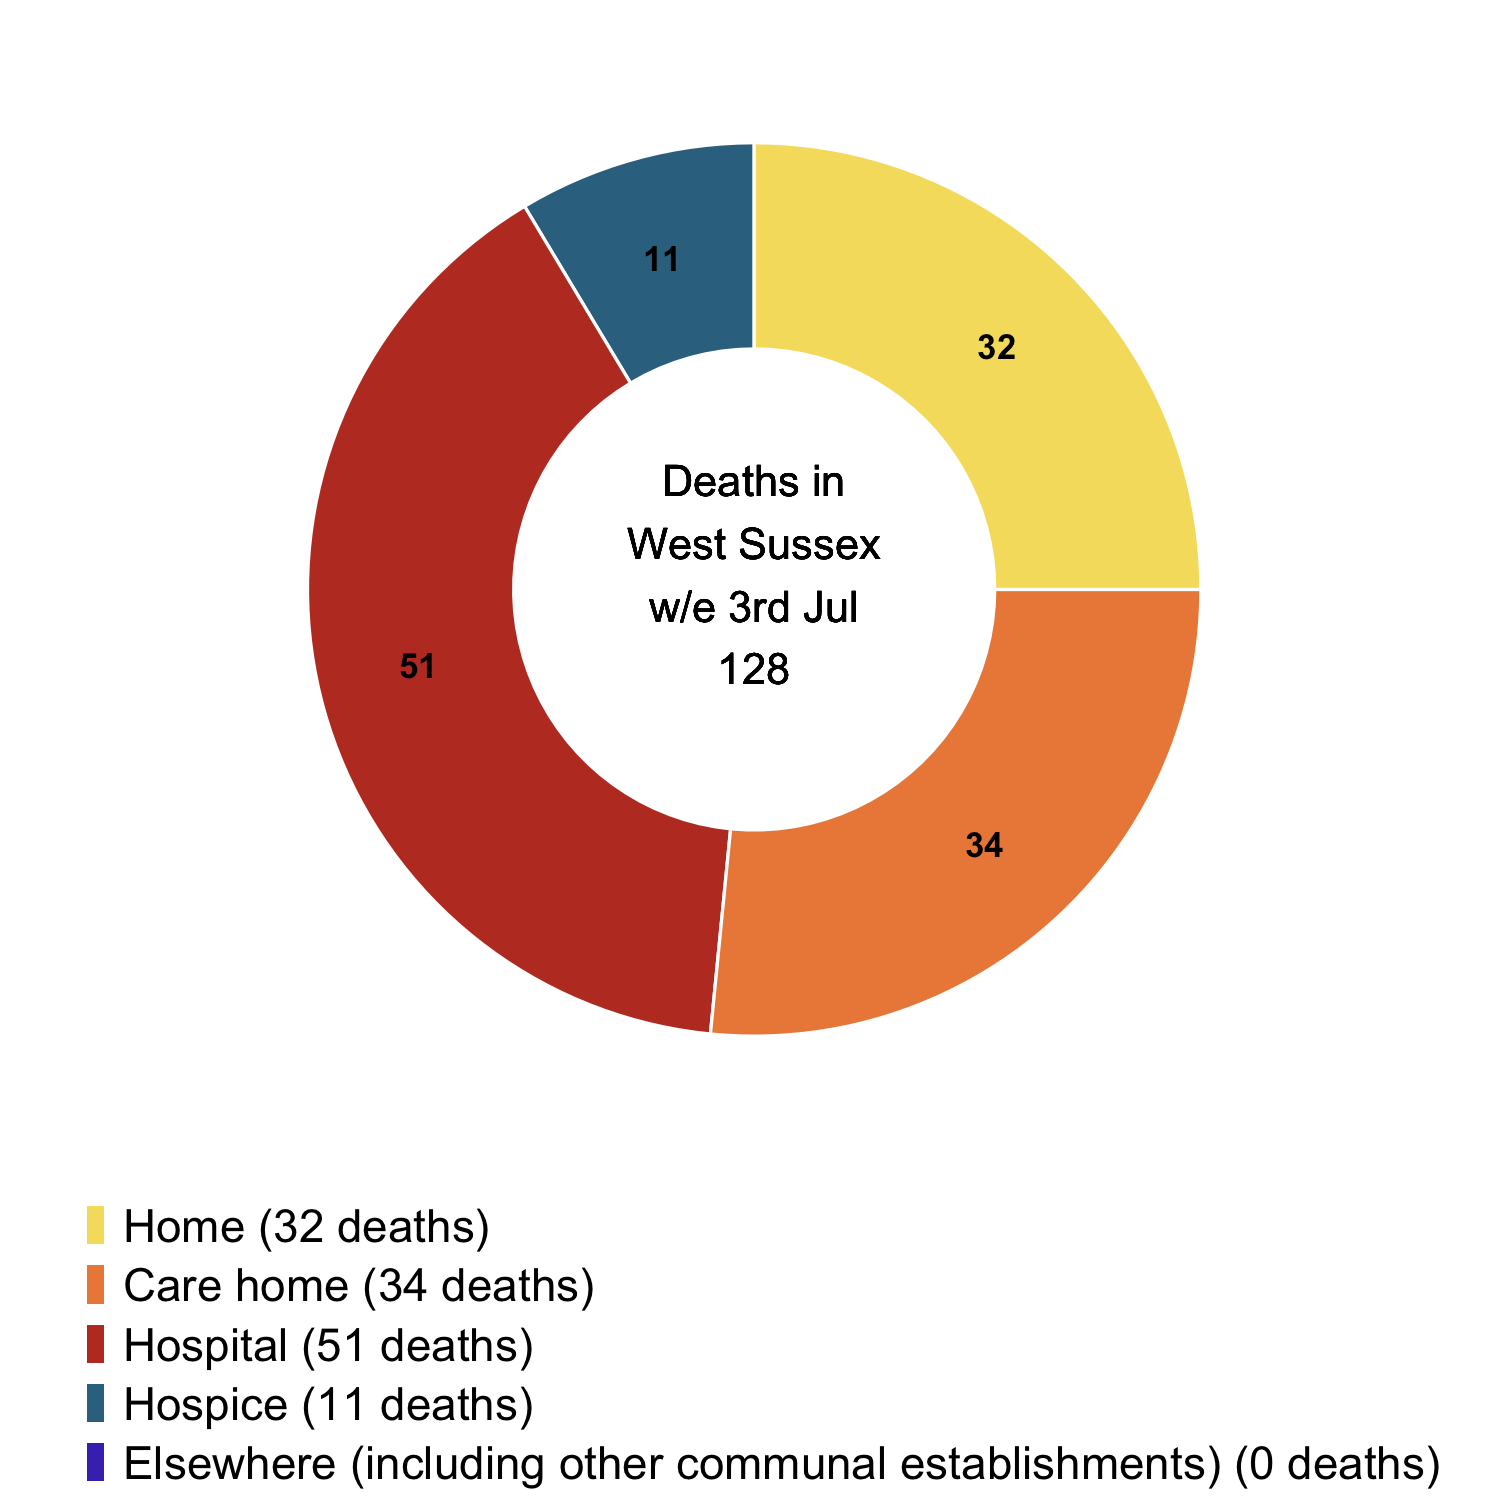 11
32
Deaths in
West Sussex
w/e 3rd Jul
128
51
34
Home (32 deaths)
Care home (34 deaths)
Hospital (51 deaths)
Hospice (11 deaths)
Elsewhere (including other communal establishments) (0 deaths)